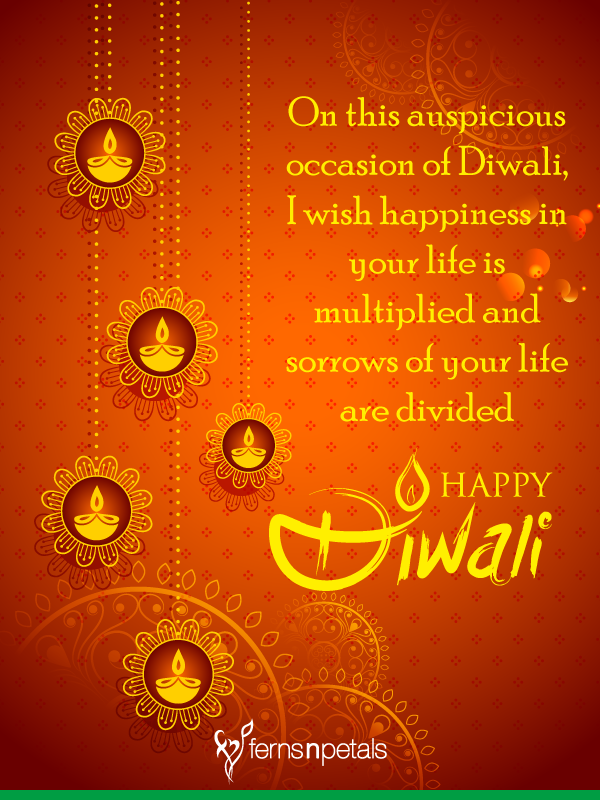 On this auspicious
occasion of Diwali,
I wish happiness in
your life is
multiplied and
sorrows of your life
are divided
HAPPY
Diwali
fernsnpetals